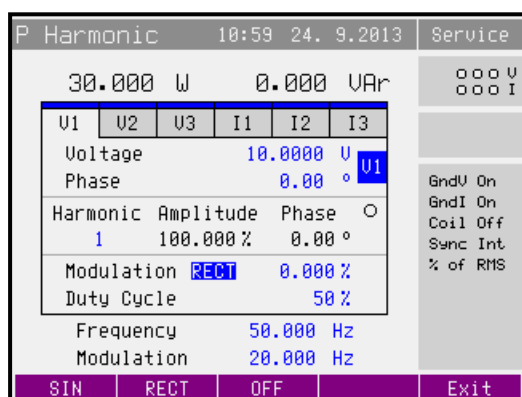 P Harmonic 10:59 24. 9.2013 Service
30.000 W 0.000 VAr
000 V
000 I
V1 V2 V3 I1 I2 I3
Voltage 10.0000 V
V1
Phase 0.00 °
Harmonic Amplitude Phase
1 100.000 % 0.00 °
Modulation RECT 0.000 %
Duty Cycle 50 %
Frequency 50.000 Hz
Modulation 20.000 Hz
GndV On
GndI On
Coil Off
Sync Int
% of RMS
SIN RECT OFF Exit